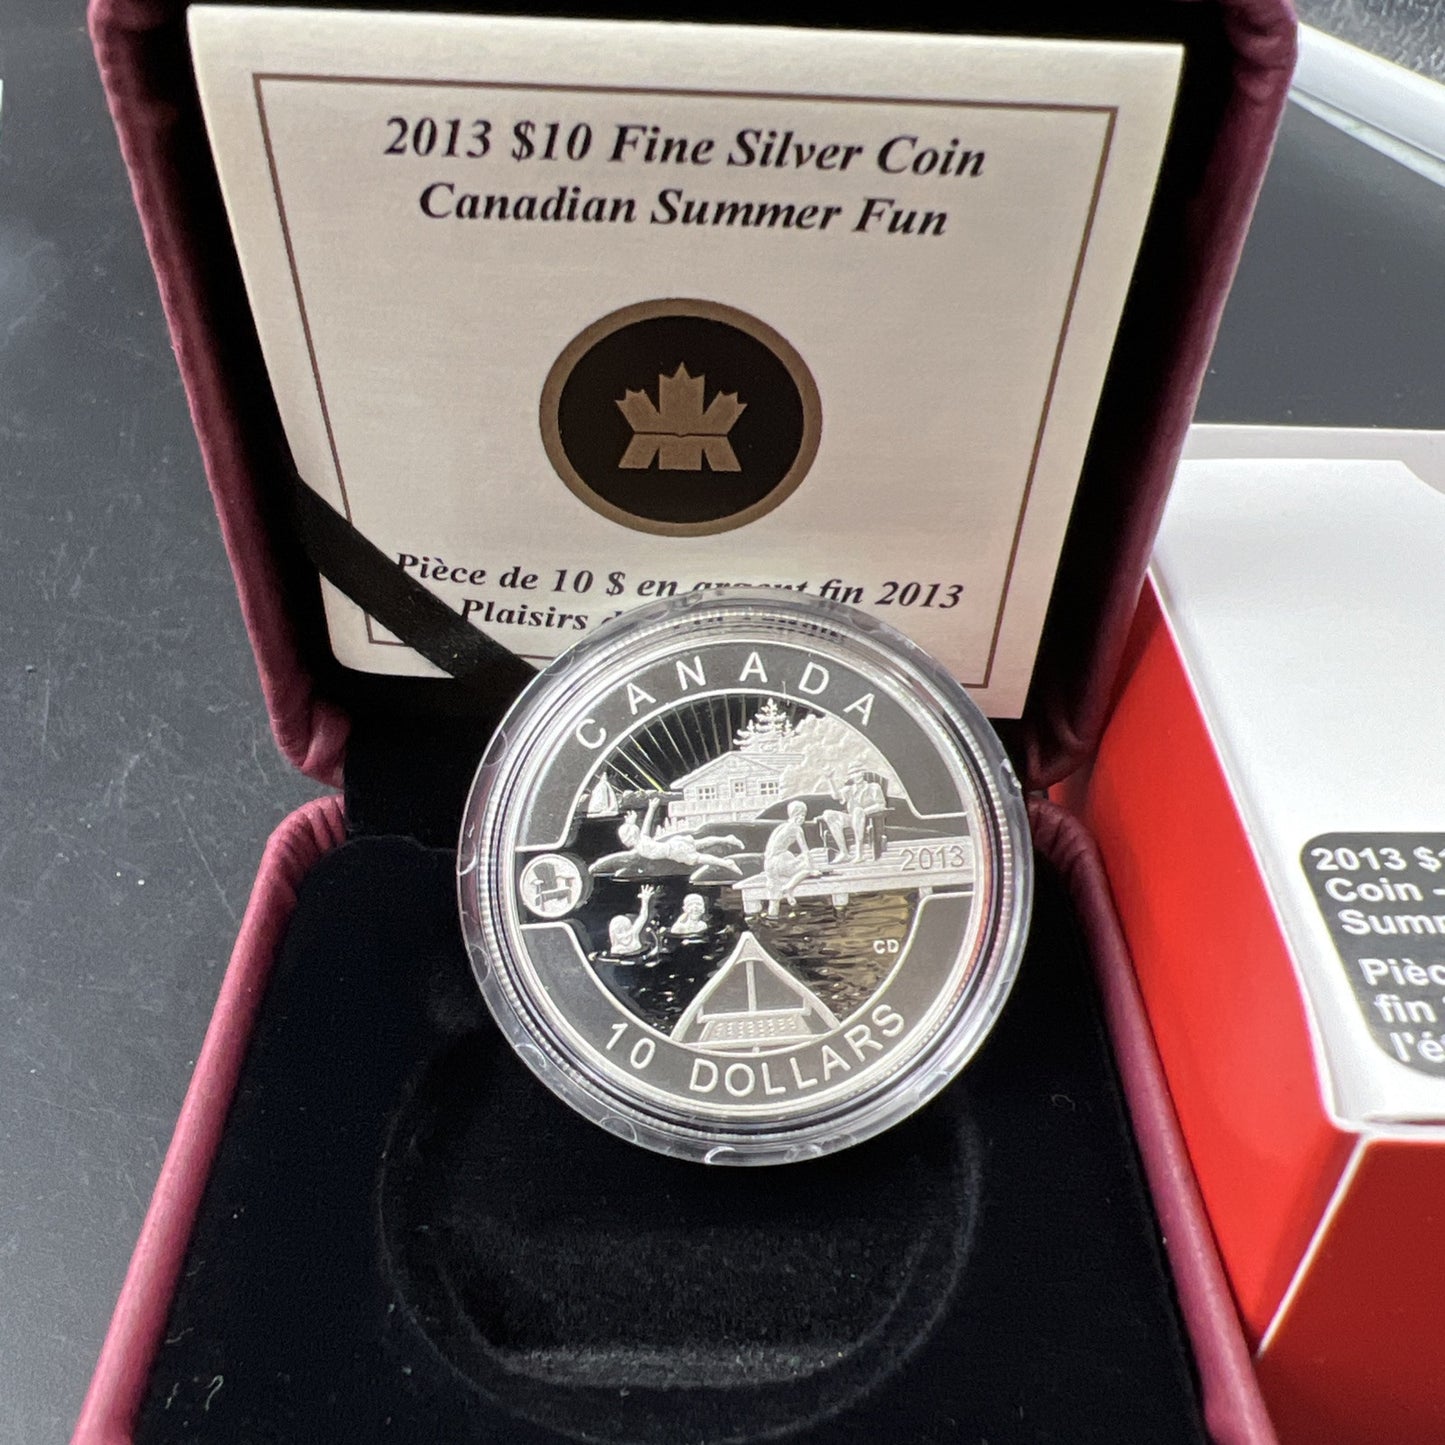 2013 $10 Fine Silver Coin
Canadian Summer Fun
Pièce de 10 $ en argent fin 2013
Plaisirs
CANADA
2013
CD
10 DOLLARS
2013 $1
Coin -
Summ
Pièc
fin
l'é